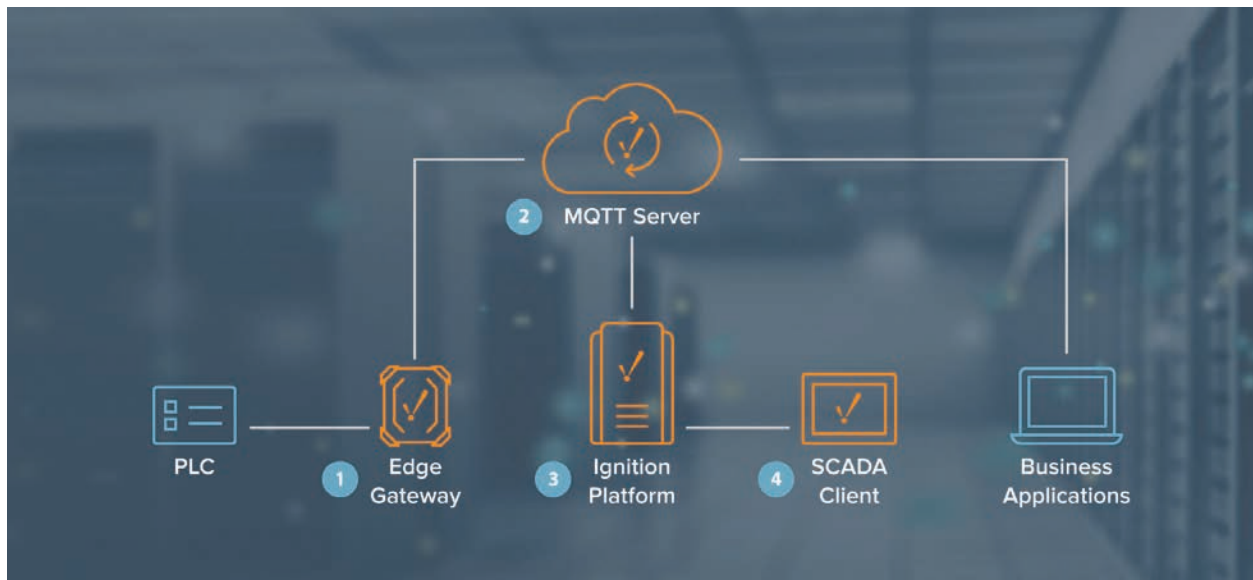 2 MQTT Server
PLC
1 Edge
Gateway
3 Ignition
Platform
4 SCADA
Client
Business
Applications